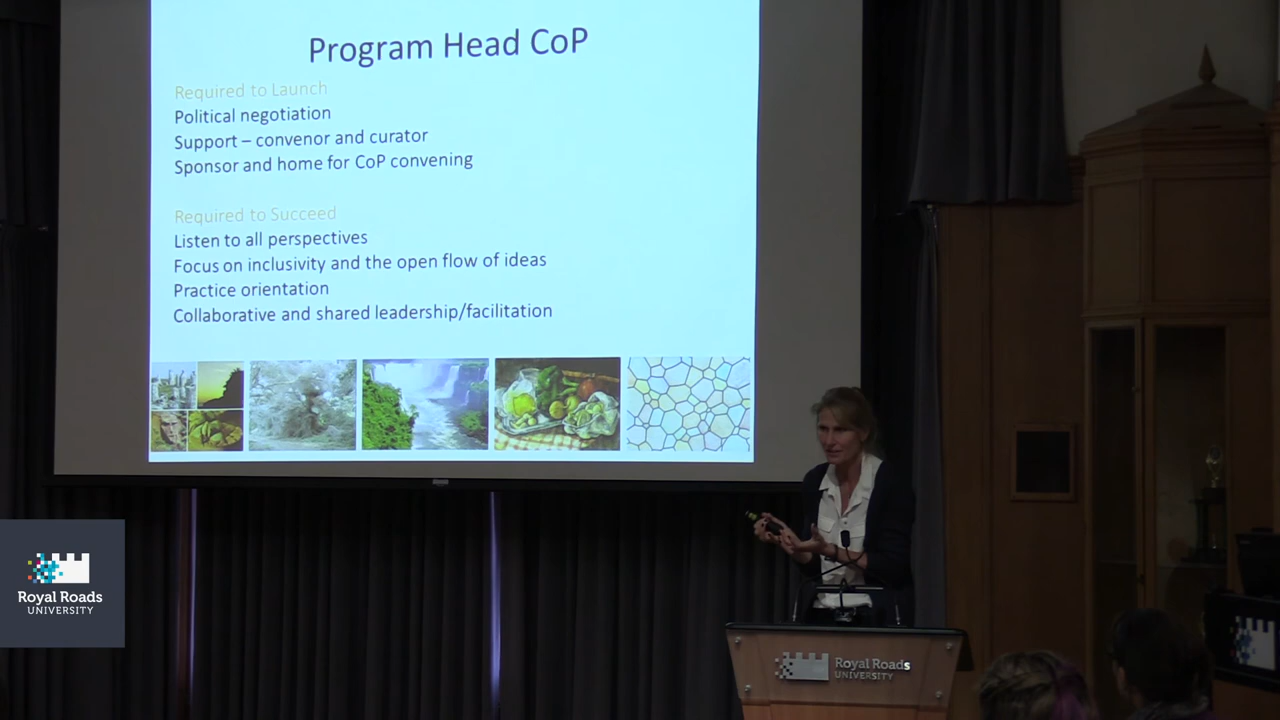 Program Head CoP
Required to Launch
Political negotiation
Support – convenor and curator
Sponsor and home for CoP convening
Required to Succeed
Listen to all perspectives
Focus on inclusivity and the open flow of ideas
Practice orientation
Collaborative and shared leadership/facilitation
Royal Roads
UNIVERSITY
Royal Roads
UNIVERSITY